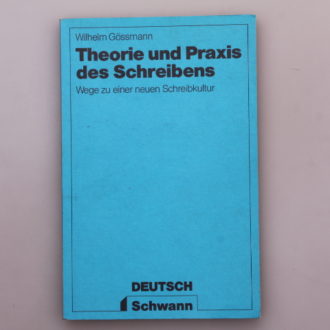 Wilhelm Gössmann
Theorie und Praxis
des Schreibens
Wege zu einer neuen Schreibkultur
DEUTSCH
Schwann